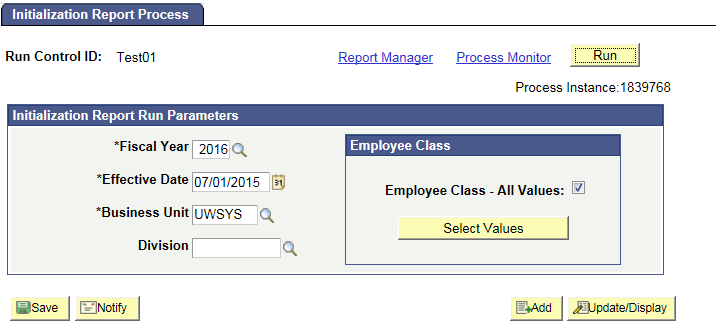 Initialization Report Process
Run Control ID: Test01 Report Manager Process Monitor Run
Process Instance:1839768
Initialization Report Run Parameters
*Fiscal Year 2016
*Effective Date 07/01/2015 31
*Business Unit UWSYS
Division
Employee Class
Employee Class - All Values:
Select Values
Save Notify Add Update/Display